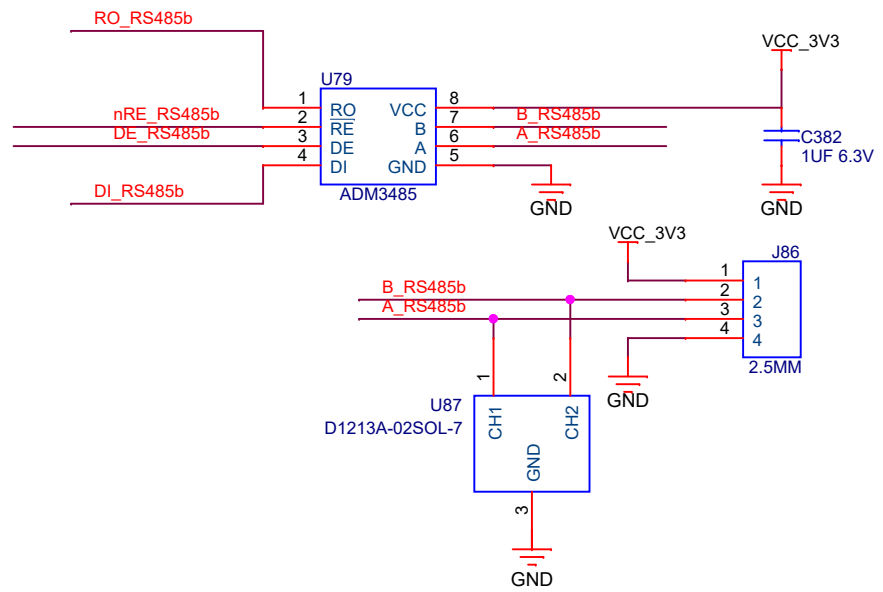 RO_RS485b
VCC_3V3
U79
1 RO VCC 8
nRE_RS485b 2 RE B 7 B_RS485b
DE_RS485b 3 DE A 6 A_RS485b
4 DI GND 5
C382
1UF 6.3V
DI_RS485b
ADM3485
GND
GND
VCC_3V3
J86
1 1
B_RS485b 2 2
A_RS485b 3 3
4 4
2.5MM
GND
1 2
U87
D1213A-02SOL-7
CH1 CH2
GND
3
GND